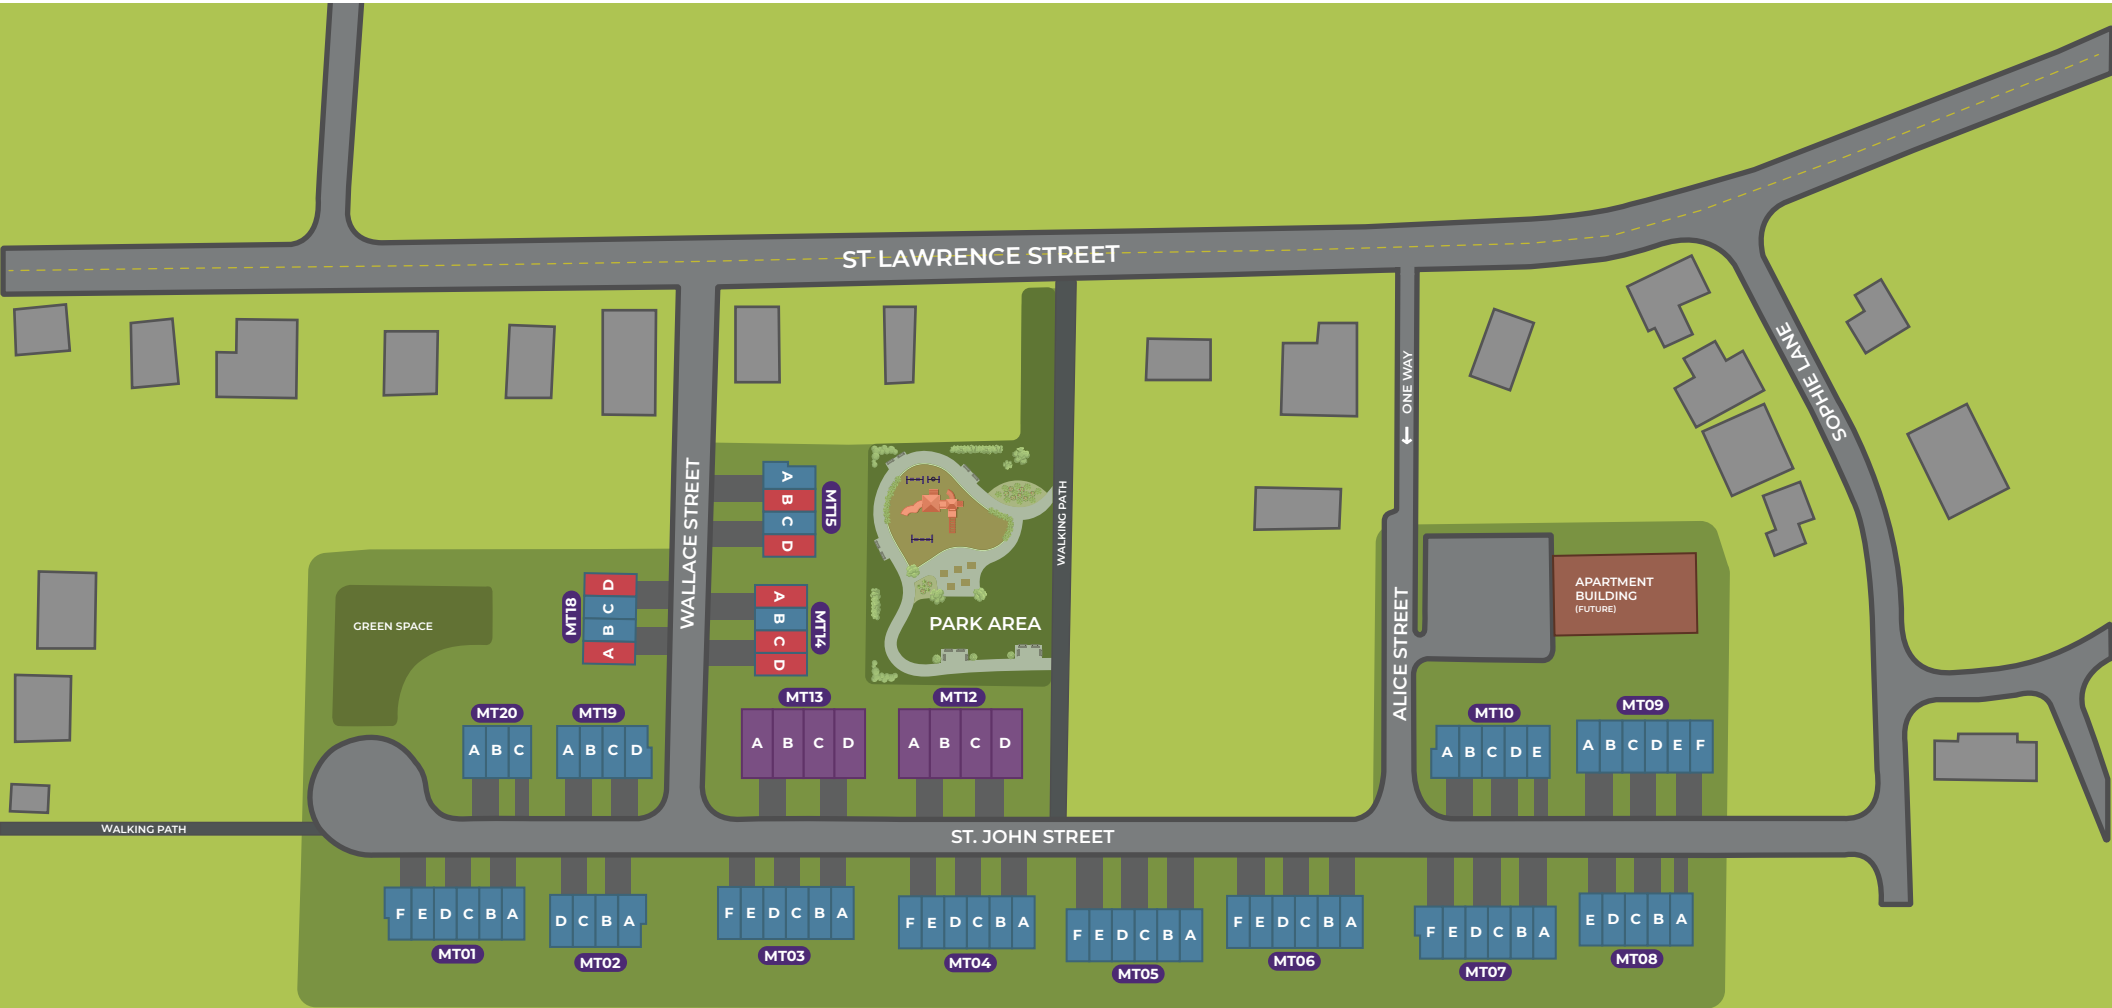 ST LAWRENCE STREET
SOPHIE LANE
ONE WAY
WALLACE STREET
A
B
C
D
MT15
WALKING PATH
APARTMENT
BUILDING
(FUTURE)
GREEN SPACE
MT18
D
C
B
A
A
B
C
D
MT14
PARK AREA
ALICE STREET
MT20
A B C
MT19
A B C D
MT13
A B C D
MT12
A B C D
MT10
A B C D E
MT09
A B C D E F
WALKING PATH
ST. JOHN STREET
F E D C B A
MT01
D C B A
MT02
F E D C B A
MT03
F E D C B A
MT04
F E D C B A
MT05
F E D C B A
MT06
F E D C B A
MT07
E D C B A
MT08